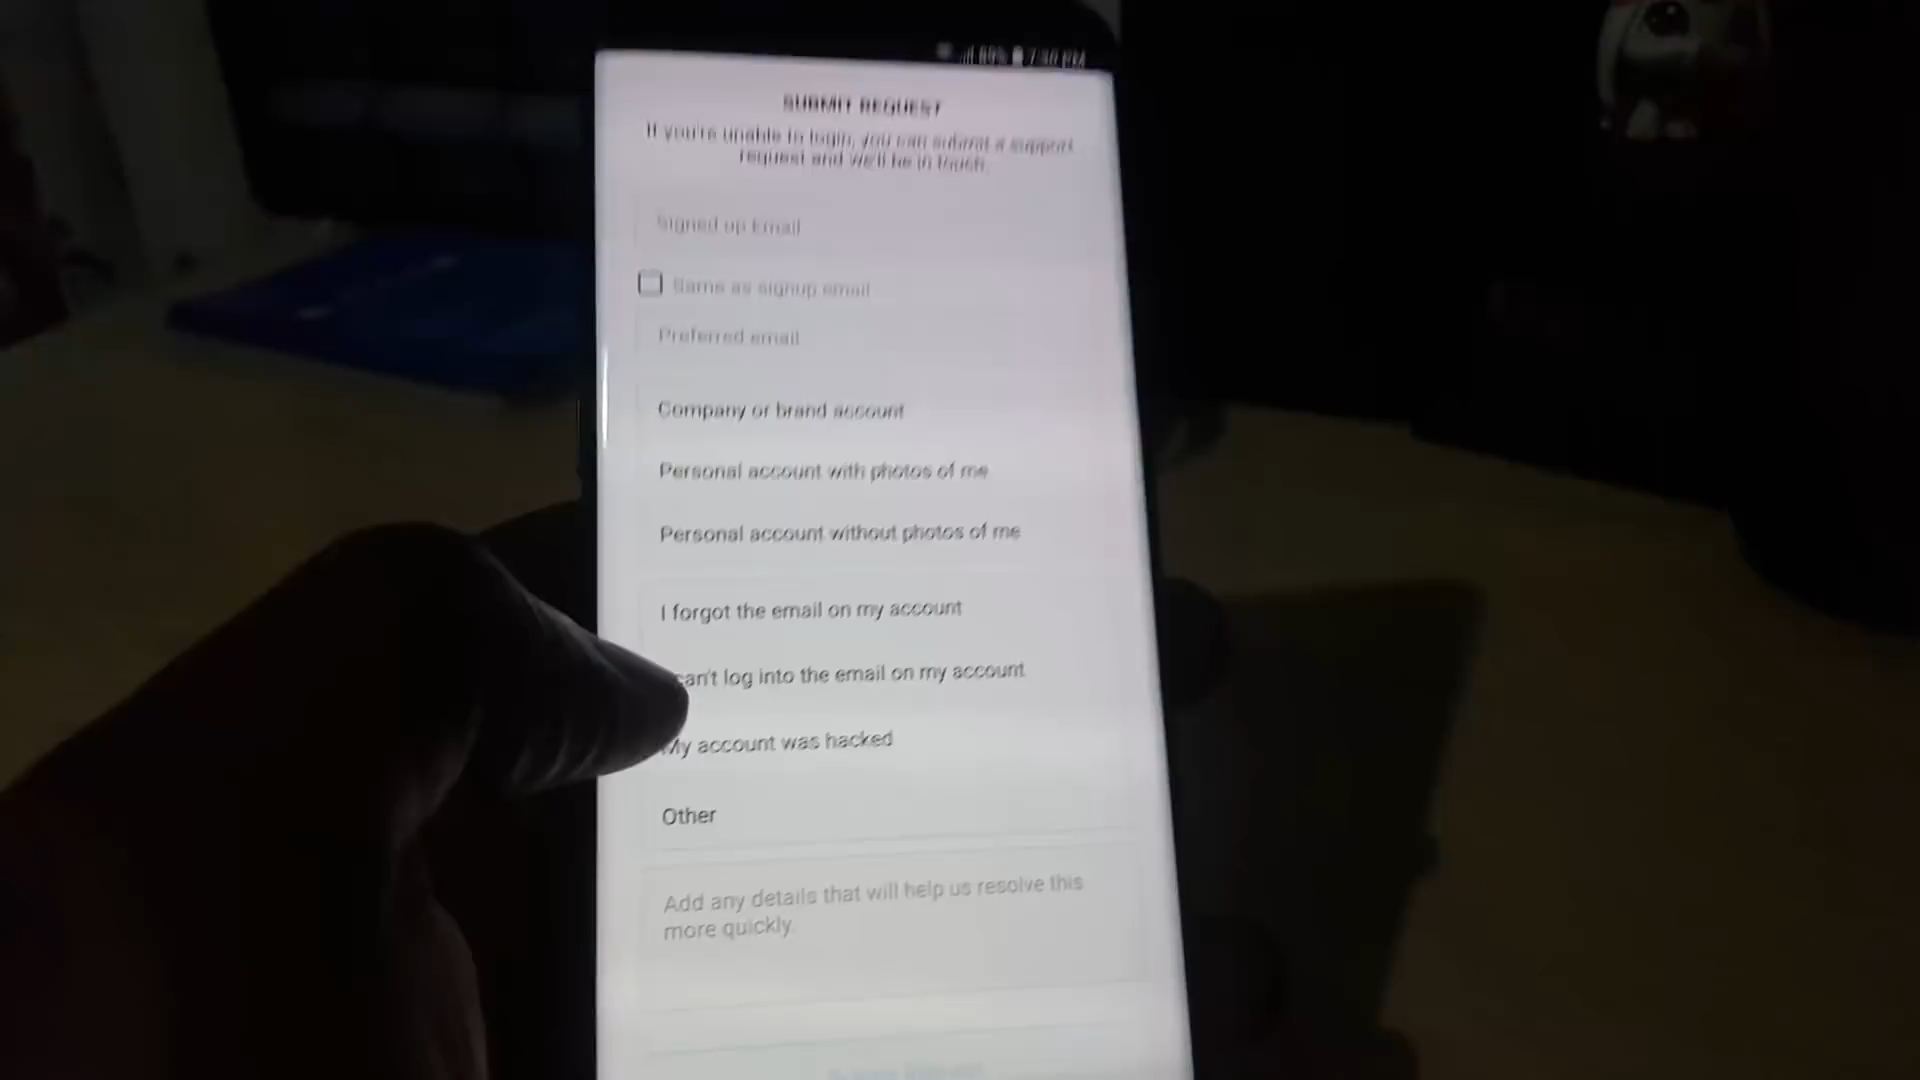 SUBMIT REQUEST
If you're unable to login, you can submit a support
request and we'll be in touch.
Signed up Email
Same as signup email
Preferred email
Company or brand account
Personal account with photos of me
Personal account without photos of me
I forgot the email on my account
can't log into the email on my account
My account was hacked
Other
Add any details that will help us resolve this
more quickly.